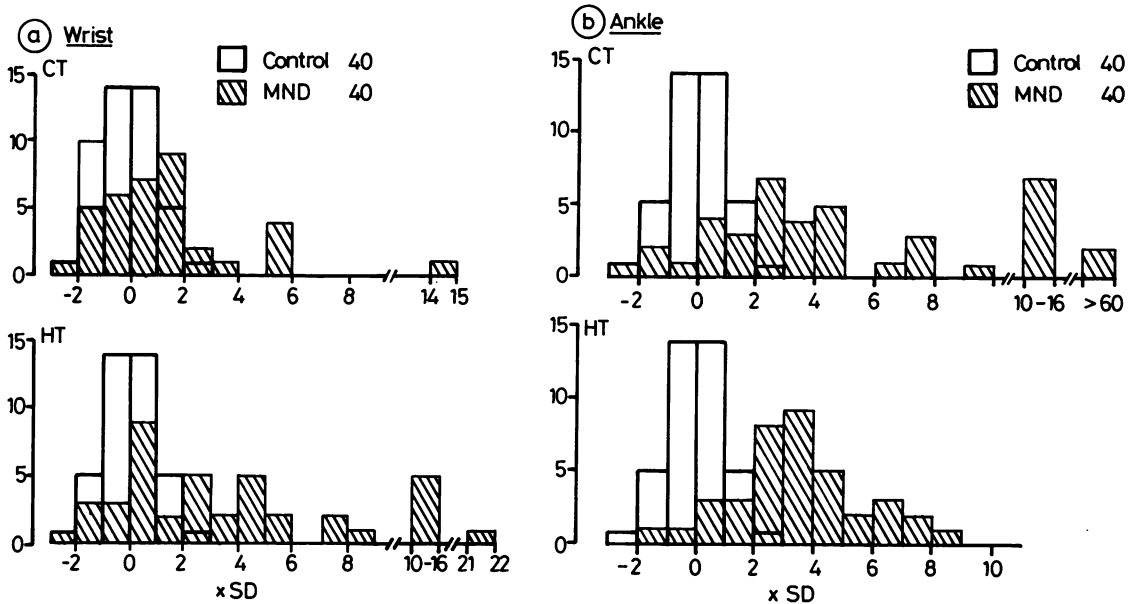 a Wrist
CT
Control 40
MND 40
15
10
5
0
-2 0 2 4 6 8 14 15
HT
15
10
5
0
-2 0 2 4 6 8 10-16 21 22
x SD
b Ankle
CT
Control 40
MND 40
15
10
5
0
-2 0 2 4 6 8 10-16 >60
HT
15
10
5
0
-2 0 2 4 6 8 10
x SD